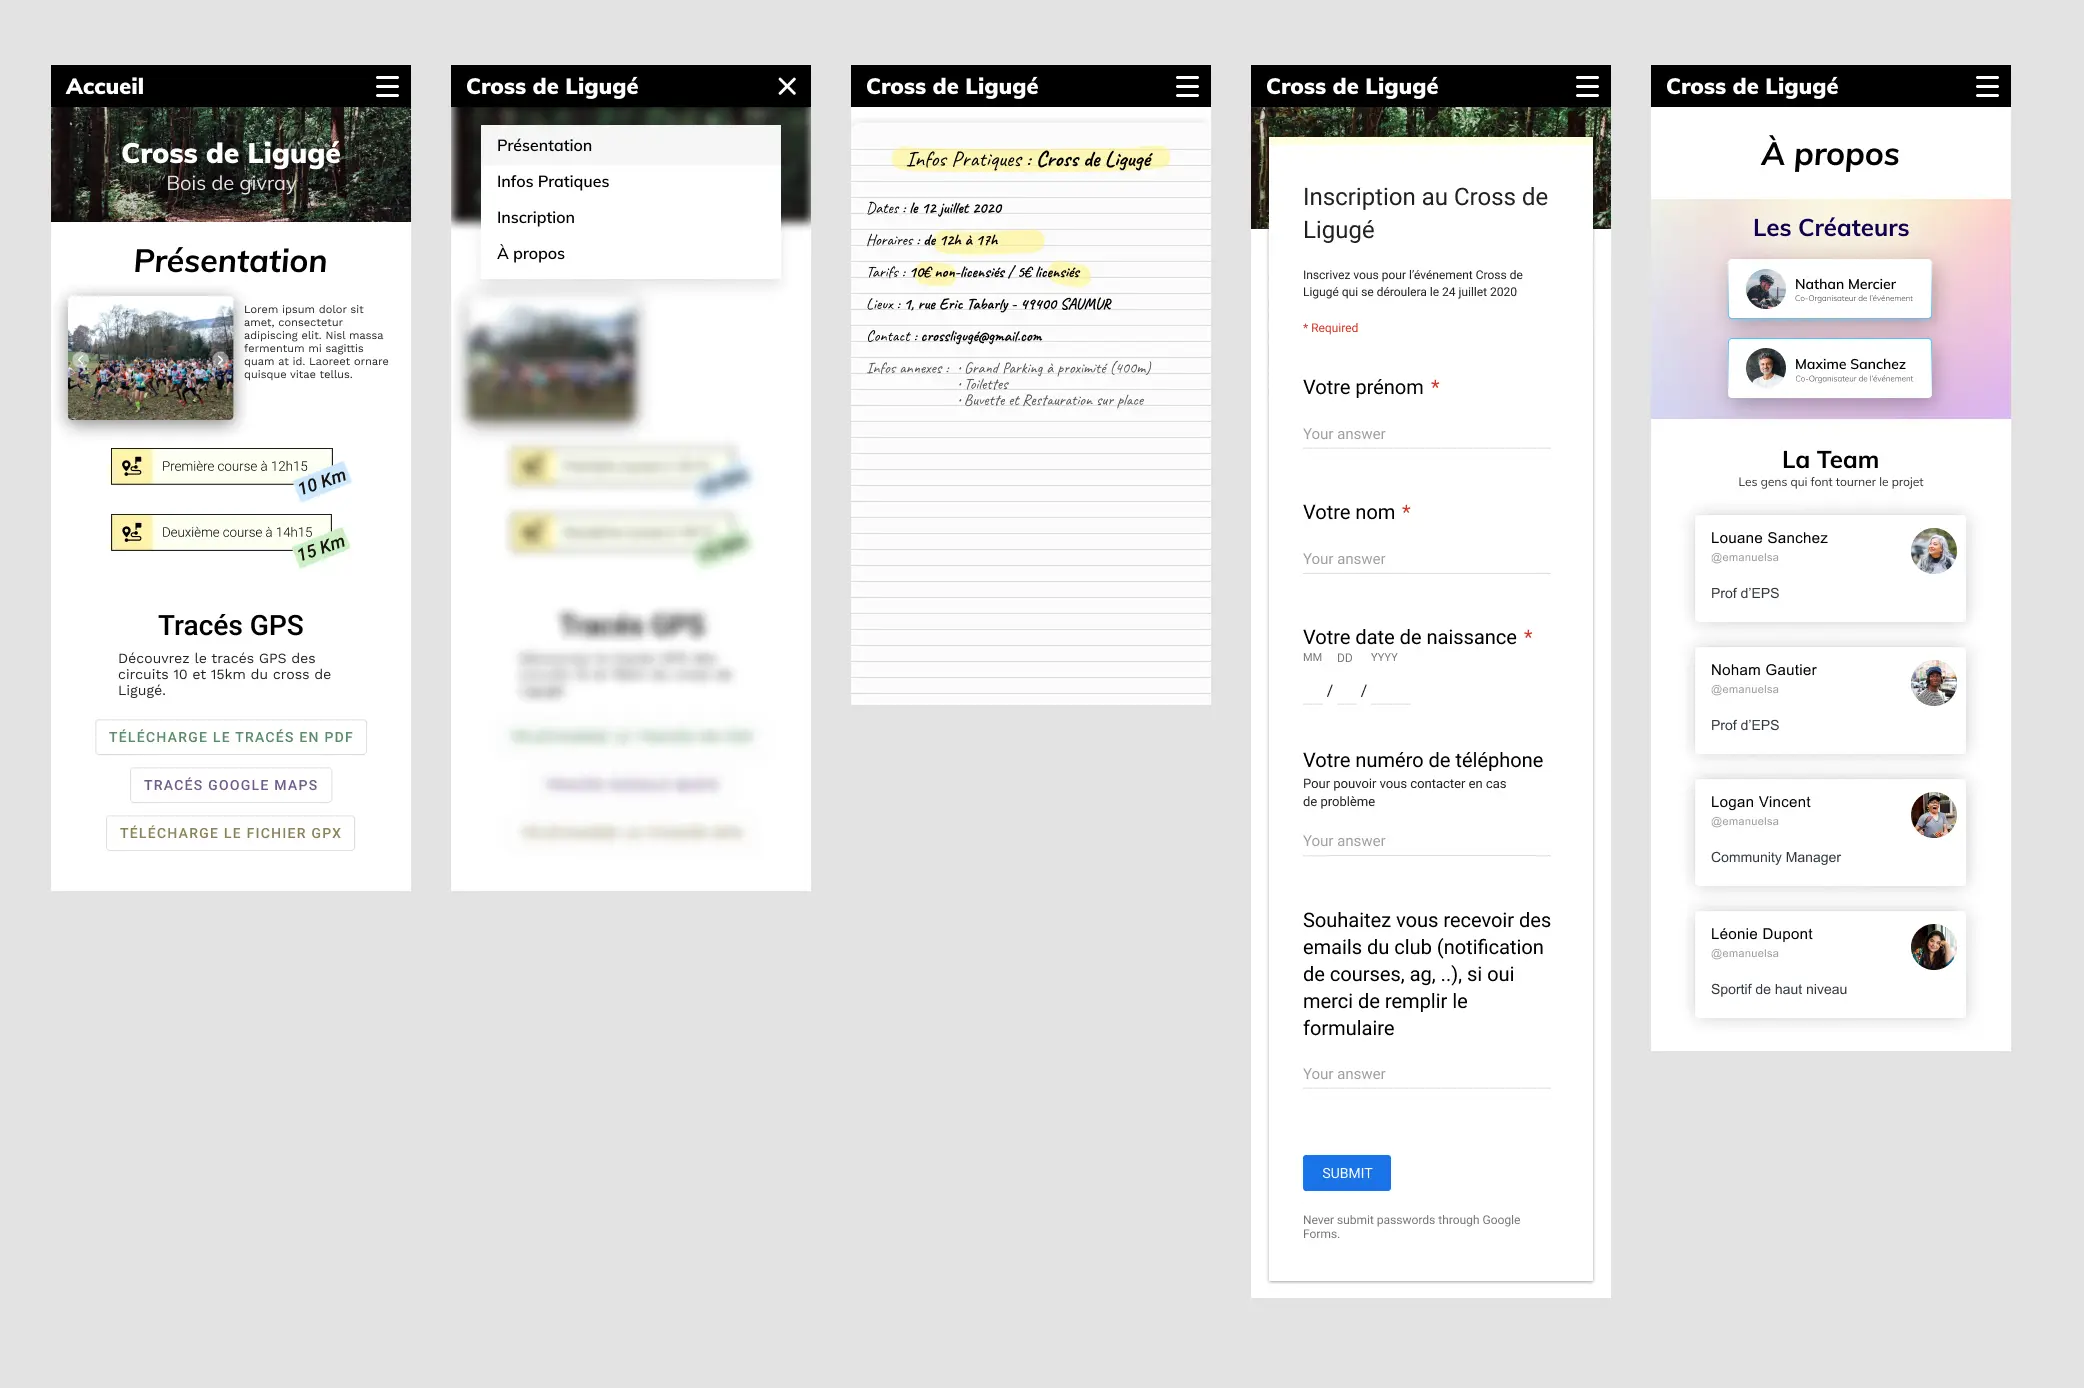 Accueil
Cross de Ligugé
Bois de givray
Présentation
Lorem ipsum dolor sit
amet, consectetur
adipiscing elit. Nisl massa
fermentum mi sagittis
quam at id. Laoreet ornare
quisque vitae tellus.
Première course à 12h15
10 Km
Deuxième course à 14h15
15 Km
Tracés GPS
Découvrez le tracés GPS des
circuits 10 et 15km du cross de
Ligugé.
TÉLÉCHARGE LE TRACÉS EN PDF
TRACÉS GOOGLE MAPS
TÉLÉCHARGE LE FICHIER GPX
Cross de Ligugé
Présentation
Infos Pratiques
Inscription
À propos
Tracés GPS
Cross de Ligugé
Infos Pratiques : Cross de Ligugé
Dates : le 12 juillet 2020
Horaires : de 12h à 17h
Tarifs : 10€ non-licensiés / 5€ licensiés
Lieux : 1, rue Eric Tabarly - 49400 SAUMUR
Contact : crossligugé@gmail.com
Infos annexes : • Grand Parking à proximité (400m)
• Toilettes
• Buvette et Restauration sur place
Cross de Ligugé
Inscription au Cross de
Ligugé
Inscrivez vous pour l'événement Cross de
Ligugé qui se déroulera le 24 juillet 2020
* Required
Votre prénom *
Your answer
Votre nom *
Your answer
Votre date de naissance *
MM DD YYYY
/ /
Votre numéro de téléphone
Pour pouvoir vous contacter en cas
de problème
Your answer
Souhaitez vous recevoir des
emails du club (notification
de courses, ag, ..), si oui
merci de remplir le
formulaire
Your answer
SUBMIT
Never submit passwords through Google
Forms.
Cross de Ligugé
À propos
Les Créateurs
Nathan Mercier
Co-Organisateur de l'événement
Maxime Sanchez
Co-Organisateur de l'événement
La Team
Les gens qui font tourner le projet
Louane Sanchez
@emanuelsa
Prof d'EPS
Noham Gautier
@emanuelsa
Prof d'EPS
Logan Vincent
@emanuelsa
Community Manager
Léonie Dupont
@emanuelsa
Sportif de haut niveau